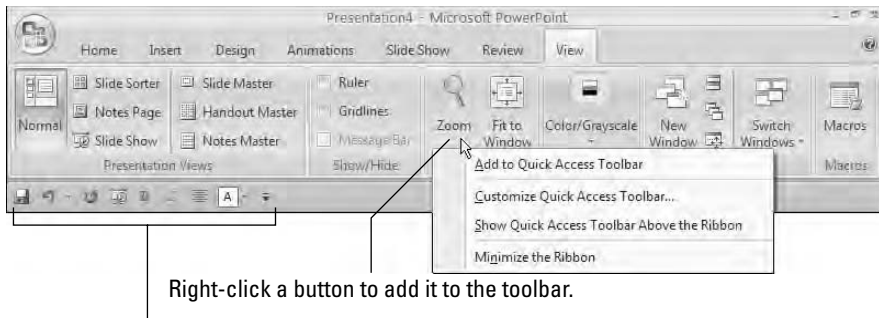 Presentation4 - Microsoft PowerPoint
Home Insert Design Animations Slide Show Review View
Normal
Slide Sorter
Notes Page
Slide Show
Presentation Views
Slide Master
Handout Master
Notes Master
Ruler
Gridlines
Message Bar
Show/Hide
Zoom
Fit to
Window
Color/Grayscale
New
Window
Switch
Windows
Macros
Macros
A
Add to Quick Access Toolbar
Customize Quick Access Toolbar...
Show Quick Access Toolbar Above the Ribbon
Minimize the Ribbon
Right-click a button to add it to the toolbar.